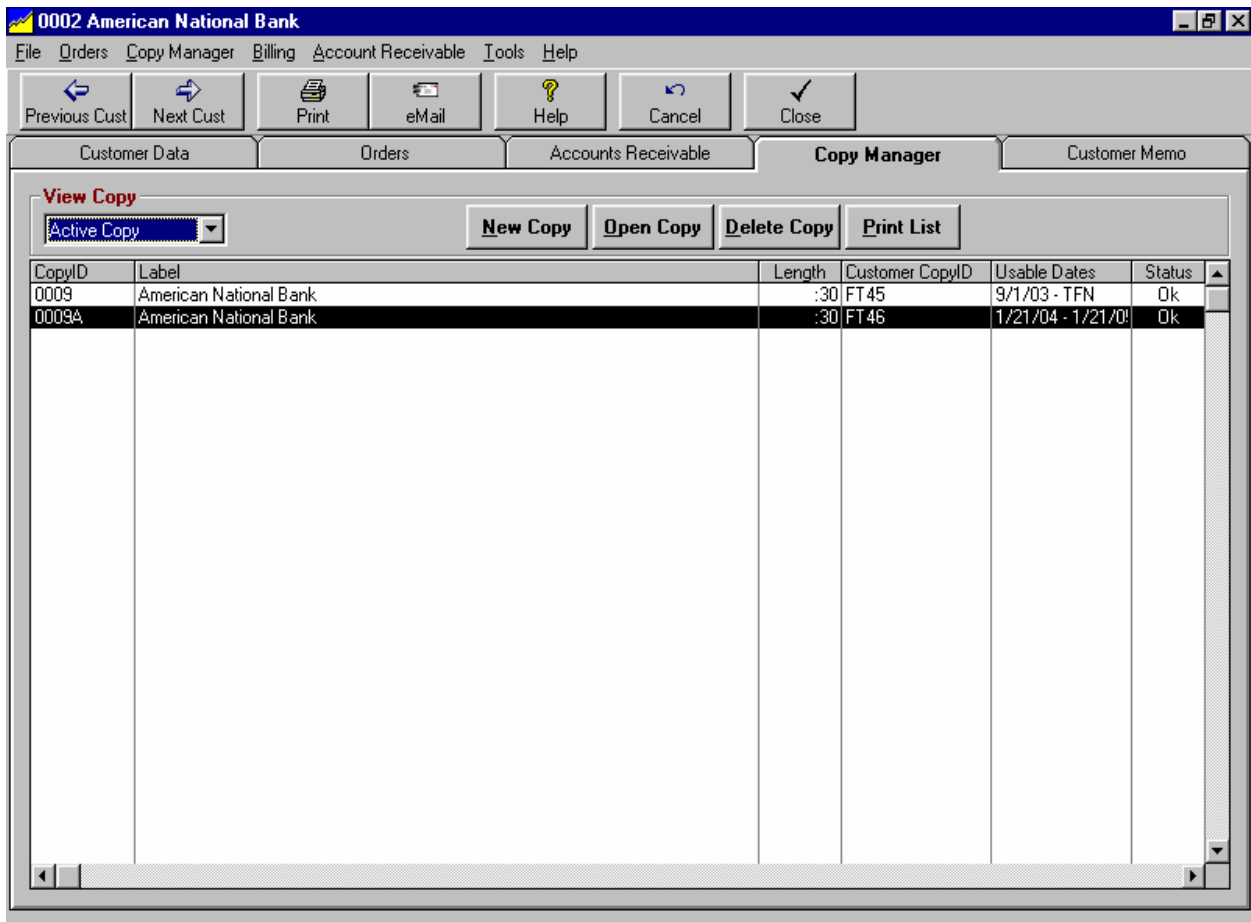 0002 American National Bank
File Orders Copy Manager Billing Account Receivable Tools Help
Previous Cust Next Cust Print eMail Help Cancel Close
Customer Data Orders Accounts Receivable Copy Manager Customer Memo
View Copy
Active Copy New Copy Open Copy Delete Copy Print List
CopyID Label Length Customer CopyID Usable Dates Status
0009 American National Bank :30 FT45 9/1/03 - TFN Ok
0009A American National Bank :30 FT46 1/21/04 - 1/21/0 Ok